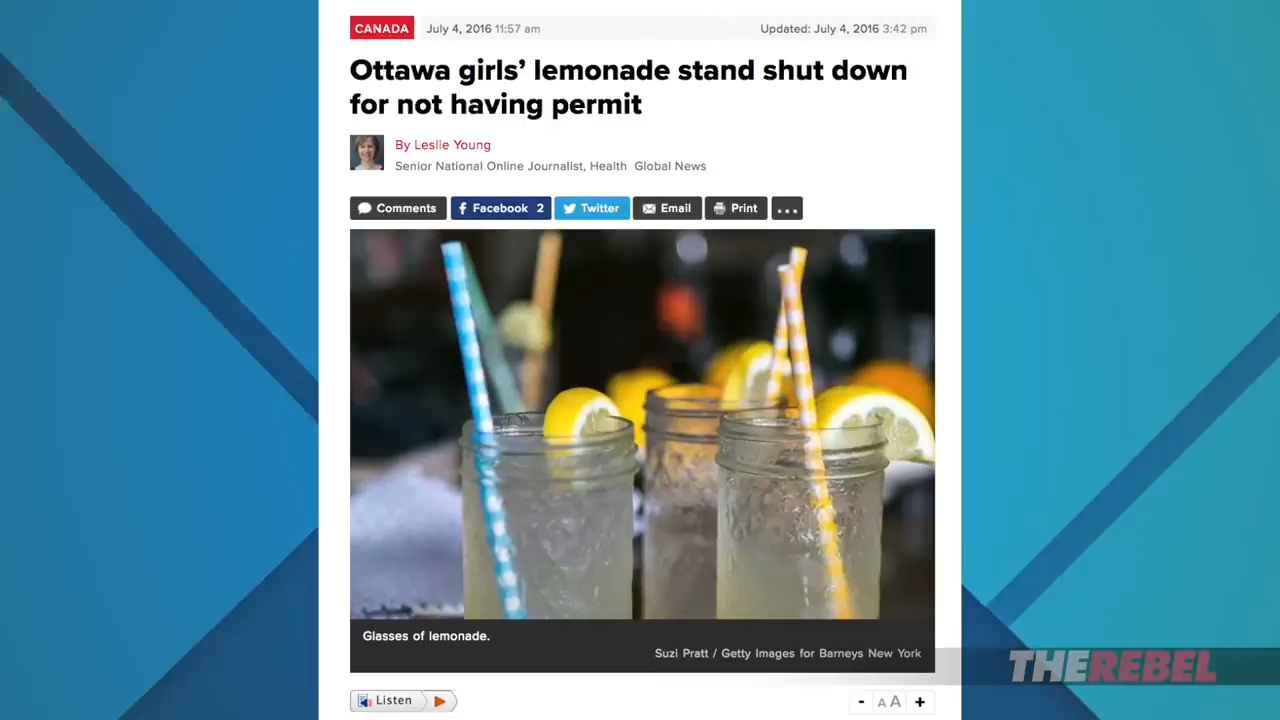 CANADA July 4, 2016 11:57 am Updated: July 4, 2016 3:42 pm
Ottawa girls’ lemonade stand shut down
for not having permit
By Leslie Young
Senior National Online Journalist, Health Global News
Comments Facebook 2 Twitter Email Print ...
Glasses of lemonade.
Suzi Pratt / Getty Images for Barneys New York
THEREBEL
Listen - A A +